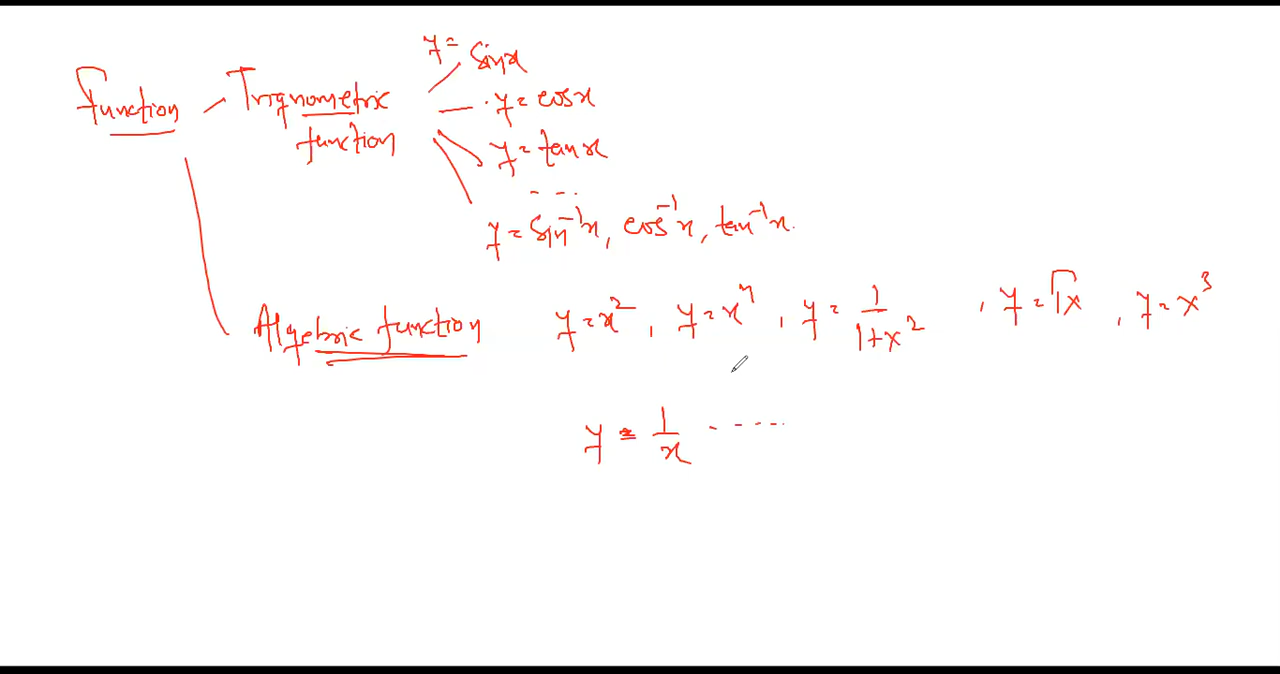 y = sinx
Function Trignometric . y = cosx
function y = tanx
- - - .
y = sin⁻¹x, cos⁻¹x, tan⁻¹x.
Algebric function y = x², y = xⁿ, y = 1/(1+x²) , y = √x , y = x³
y = 1/x - - - - - .